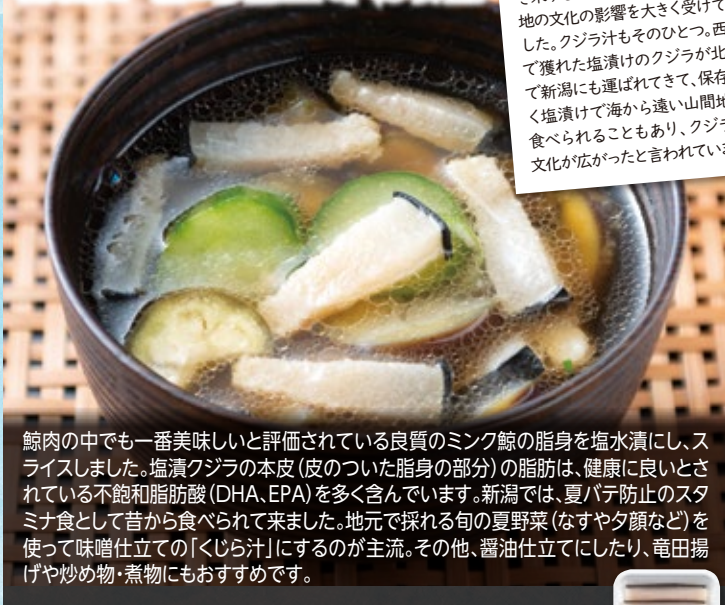 地の文化の影響を大きく受けて
した。クジラ汁もそのひとつ。西
で獲れた塩漬けのクジラが北
で新潟にも運ばれてきて、保存
く塩漬けで海から遠い山間地
食べられることもあり、クジラ
文化が広がったと言われていま
鯨肉の中でも一番美味しいと評価されている良質のミンク鯨の脂身を塩水漬にし、ス
ライスしました。塩漬クジラの本皮（皮のついた脂身の部分）の脂肪は、健康に良いとさ
れている不飽和脂肪酸（DHA、EPA）を多く含んでいます。新潟では、夏バテ防止のスタ
ミナ食として昔から食べられて来ました。地元で採れる旬の夏野菜（なすや夕顔など）を
使って味噌仕立ての「くじら汁」にするのが主流。その他、醤油仕立てにしたり、竜田揚
げや炒め物・煮物にもおすすめです。